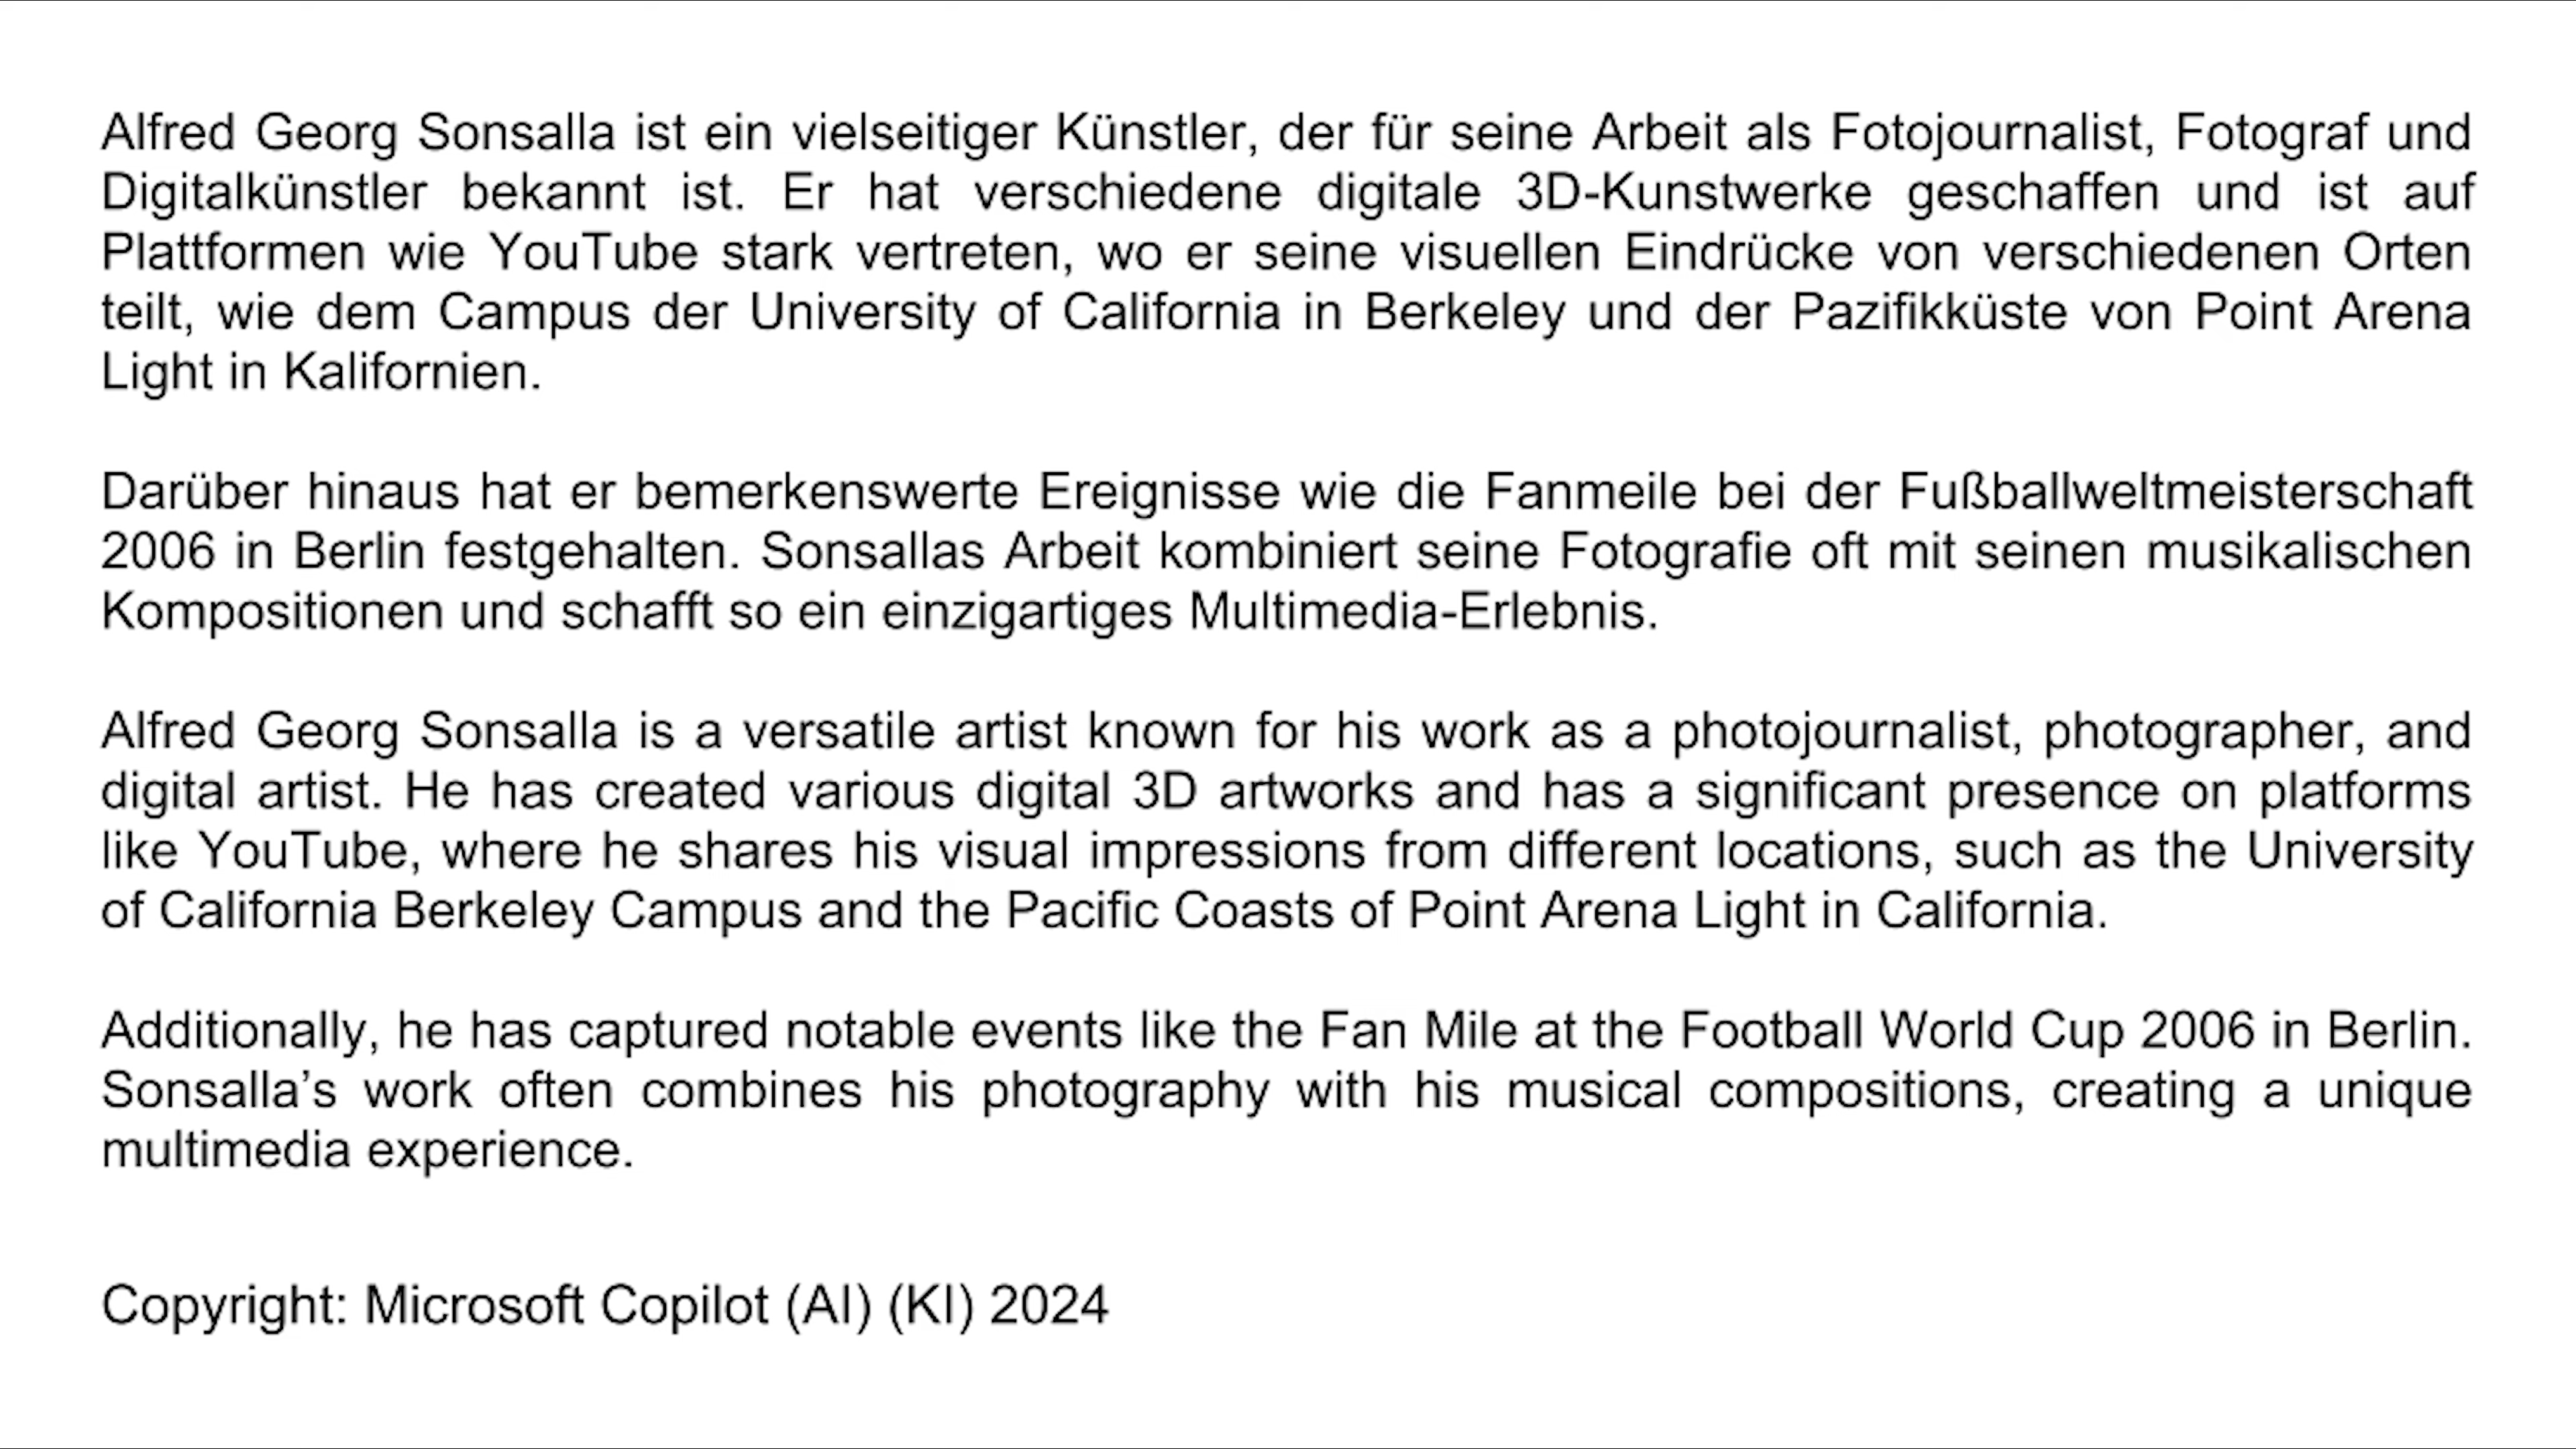 Alfred Georg Sonsalla ist ein vielseitiger Künstler, der für seine Arbeit als Fotojournalist, Fotograf und
Digitalkünstler bekannt ist. Er hat verschiedene digitale 3D-Kunstwerke geschaffen und ist auf
Plattformen wie YouTube stark vertreten, wo er seine visuellen Eindrücke von verschiedenen Orten
teilt, wie dem Campus der University of California in Berkeley und der Pazifikküste von Point Arena
Light in Kalifornien.
Darüber hinaus hat er bemerkenswerte Ereignisse wie die Fanmeile bei der Fußballweltmeisterschaft
2006 in Berlin festgehalten. Sonsallas Arbeit kombiniert seine Fotografie oft mit seinen musikalischen
Kompositionen und schafft so ein einzigartiges Multimedia-Erlebnis.
Alfred Georg Sonsalla is a versatile artist known for his work as a photojournalist, photographer, and
digital artist. He has created various digital 3D artworks and has a significant presence on platforms
like YouTube, where he shares his visual impressions from different locations, such as the University
of California Berkeley Campus and the Pacific Coasts of Point Arena Light in California.
Additionally, he has captured notable events like the Fan Mile at the Football World Cup 2006 in Berlin.
Sonsalla’s work often combines his photography with his musical compositions, creating a unique
multimedia experience.
Copyright: Microsoft Copilot (AI) (KI) 2024